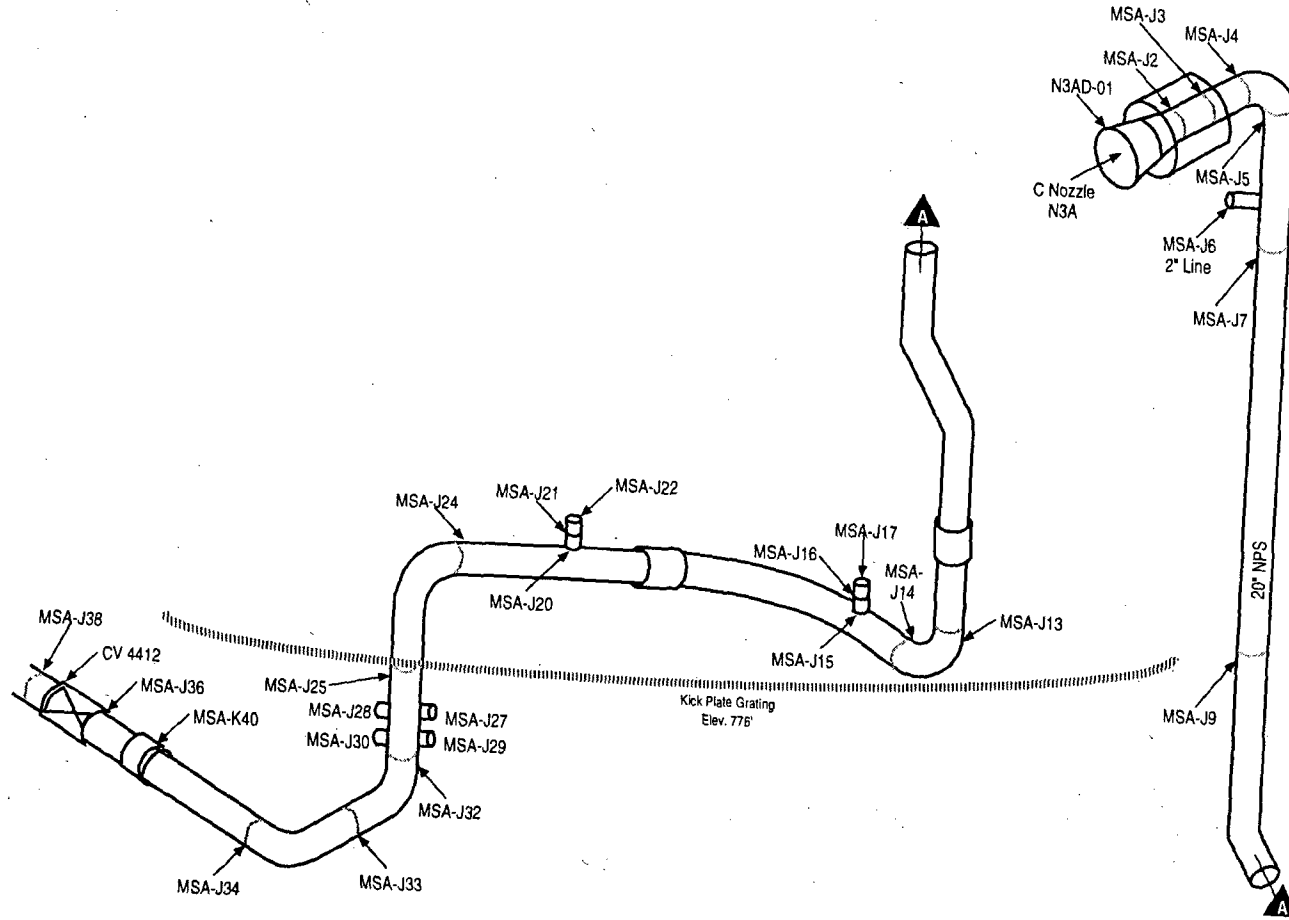 MSA-J3
MSA-J4
MSA-J2
N3AD-01
C Nozzle
N3A
MSA-J5
MSA-J6
2" Line
MSA-J7
A
20" NPS
MSA-J9
A
MSA-J24
MSA-J21
MSA-J22
MSA-J20
MSA-J16
MSA-J17
MSA-
J14
MSA-J15
MSA-J13
Kick Plate Grating
Elev. 776'
MSA-J38
CV 4412
MSA-J36
MSA-K40
MSA-J25
MSA-J28
MSA-J27
MSA-J30
MSA-J29
MSA-J32
MSA-J33
MSA-J34